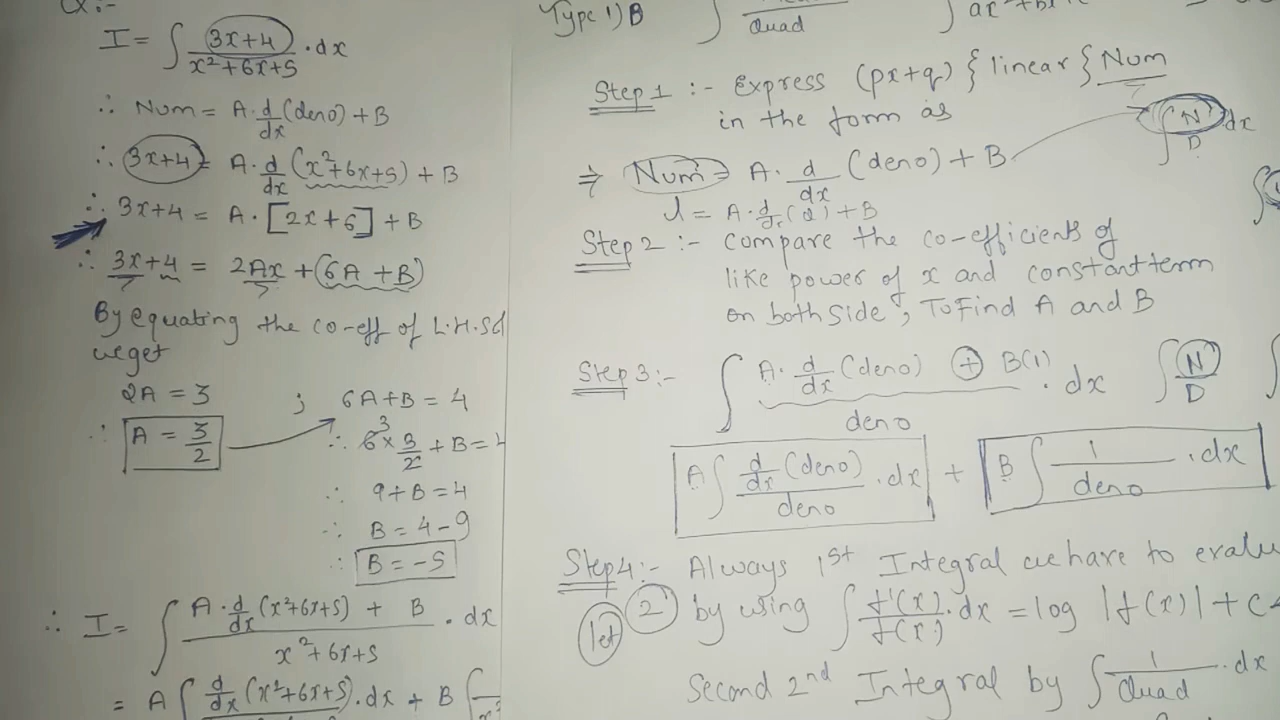 Q:-
I = ∫ 3x+4 / x²+6x+5 . dx
∴ Num = A. d/dx (deno) + B
∴ 3x+4 = A. d/dx (x²+6x+5) + B
∴ 3x+4 = A. [2x+6] + B
∴ 3x+4 = 2Ax + (6A + B)
By equating the co-eff of L.H.S
we get
2A = 3 ; 6A+B = 4
∴ A = 3/2
∴ 6³ × 3/2 + B = 4
∴ 9+B = 4
∴ B = 4-9
∴ B = -5
∴ I = ∫ A. d/dx (x²+6x+5) + B / x²+6x+5 . dx
= A ∫ d/dx (x²+6x+5) . dx + B ∫
Type 1) B ∫ / Quad ∫ ax²+bx
Step 1 :- Express (px+q) {linear} Num
in the form as
∫ N / D dx
⇒ Num = A. d/dx (deno) + B
l = A. d/dx (Q) + B
Step 2 :- Compare the co-efficients of
like power of x and constant term
on both side, To Find A and B
Step 3 :- ∫ A. d/dx (deno) + B(1) / deno . dx ∫ N / D
A ∫ d/dx (deno) / deno . dx + B ∫ 1 / deno . dx
Step 4 :- Always 1st Integral we have to evalu
let 2 by using ∫ f'(x) / f(x) . dx = log |f(x)| + c
Second 2nd Integral by ∫ 1 / Quad . dx